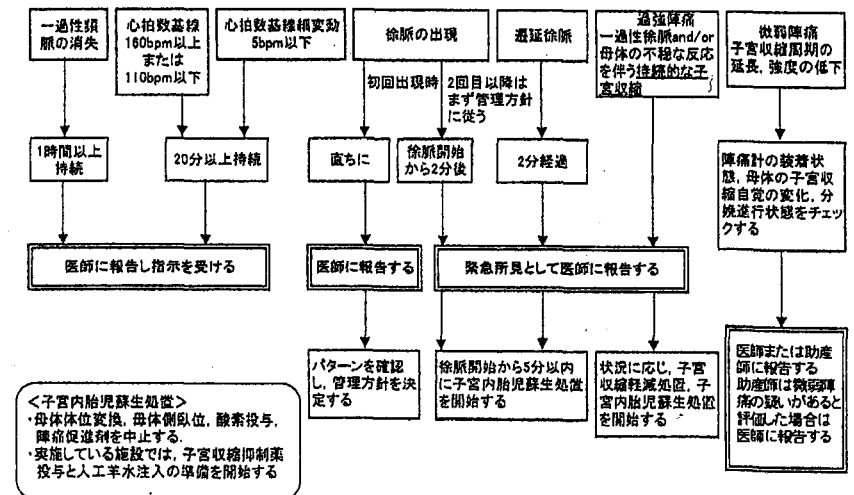 一過性頻
脈の消失
心拍数基線
160bpm以上
または
110bpm以下
心拍数基線細変動
5bpm以下
徐脈の出現
遅延徐脈
過強陣痛
一過性徐脈and/or
母体の不穏な反応
を伴う持続的な子
宮収縮
微弱陣痛
子宮収縮周期の
延長, 強度の低下
初回出現時
2回目以降は
まず管理方針
に従う
1時間以上
持続
20分以上持続
直ちに
徐脈開始
から2分後
2分経過
陣痛計の装着状
態, 母体の子宮収
縮自覚の変化, 分
娩進行状態をチェッ
クする
医師に報告し指示を受ける
医師に報告する
緊急所見として医師に報告する
パターンを確認
し, 管理方針を決
定する
徐脈開始から5分以内
に子宮内胎児蘇生処置
を開始する
状況に応じ, 子宮
収縮軽減処置, 子
宮内胎児蘇生処置
を開始する
医師または助産
師に報告する
助産師は微弱陣
痛の疑いがあると
評価した場合は
医師に報告する
<子宮内胎児蘇生処置>
・母体体位変換, 母体側臥位, 酸素投与,
陣痛促進剤を中止する.
・実施している施設では, 子宮収縮抑制薬
投与と人工羊水注入の準備を開始する